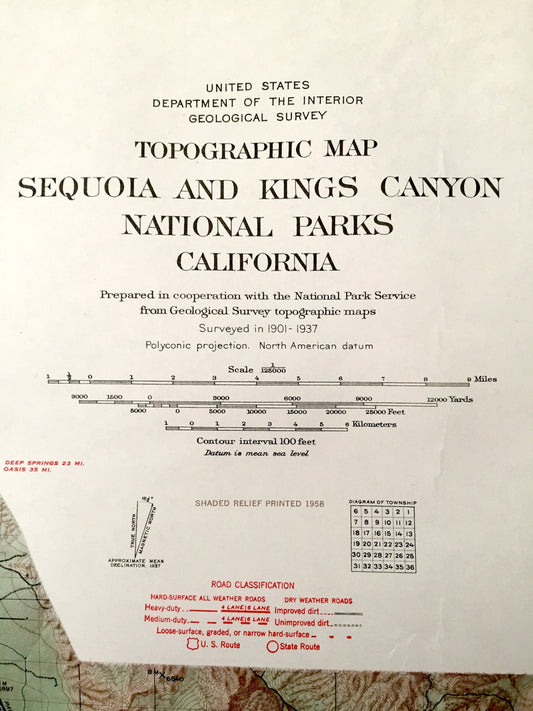 UNITED STATES
DEPARTMENT OF THE INTERIOR
GEOLOGICAL SURVEY
TOPOGRAPHIC MAP
SEQUOIA AND KINGS CANYON
NATIONAL PARKS
CALIFORNIA
Prepared in cooperation with the National Park Service
from Geological Survey topographic maps
Surveyed in 1901-1937
Polyconic projection. North American datum
Scale 1/125000
1 ½ 0 1 2 3 4 5 6 7 8 9 Miles
3000 1500 0 3000 6000 9000 12000 Yards
5000 0 5000 10000 15000 20000 25000 Feet
1 0 1 2 3 4 5 6 Kilometers
Contour interval 100 feet
Datum is mean sea level
DEEP SPRINGS 23 MI.
OASIS 35 MI.
SHADED RELIEF PRINTED 1958
TRUE NORTH
MAGNETIC NORTH
APPROXIMATE MEAN
DECLINATION, 1937
DIAGRAM OF TOWNSHIP
6 5 4 3 2 1
7 8 9 10 11 12
18 17 16 15 14 13
19 20 21 22 23 24
30 29 28 27 26 25
31 32 33 34 35 36
ROAD CLASSIFICATION
HARD-SURFACE ALL WEATHER ROADS DRY WEATHER ROADS
Heavy-duty 4 LANE 6 LANE Improved dirt
Medium-duty 4 LANE 6 LANE Unimproved dirt
Loose-surface, graded, or narrow hard-surface
U. S. Route State Route
BM
6540